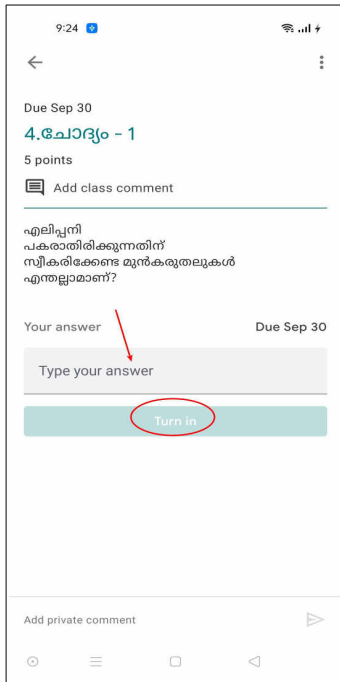 9:24
Due Sep 30
4.ചോദ്യം - 1
5 points
Add class comment
എലിപ്പനി
പകരാതിരിക്കുന്നതിന്
സ്വീകരിക്കേണ്ട മുൻകരുതലുകൾ
എന്തെല്ലാമാണ്?
Your answer Due Sep 30
Type your answer
Turn in
Add private comment